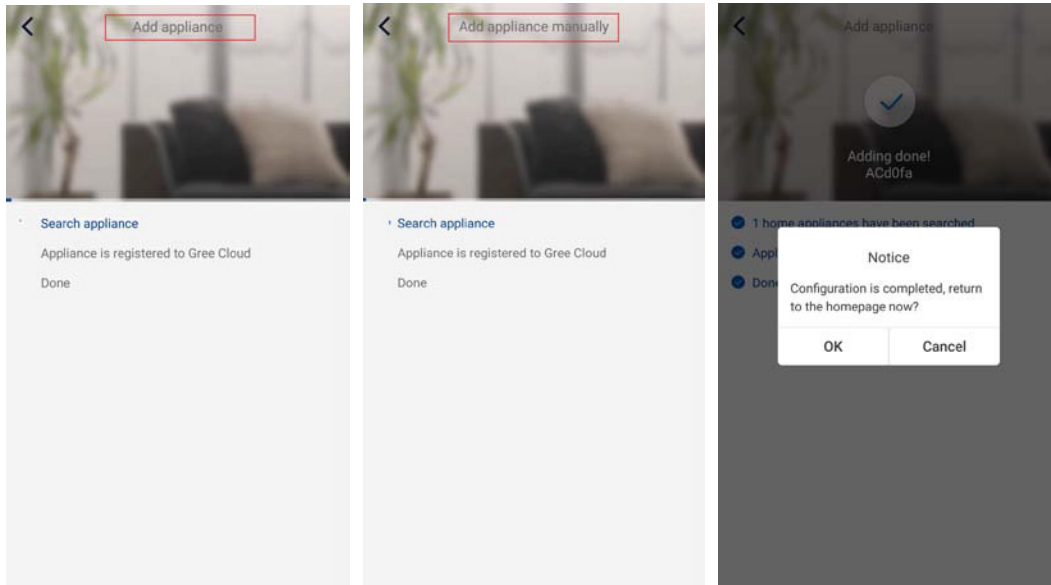 Add appliance
Search appliance
Appliance is registered to Gree Cloud
Done
Add appliance manually
Search appliance
Appliance is registered to Gree Cloud
Done
Add appliance
Adding done!
ACd0fa
1 home appliances have been searched
Appl
Done
Notice
Configuration is completed, return
to the homepage now?
OK Cancel